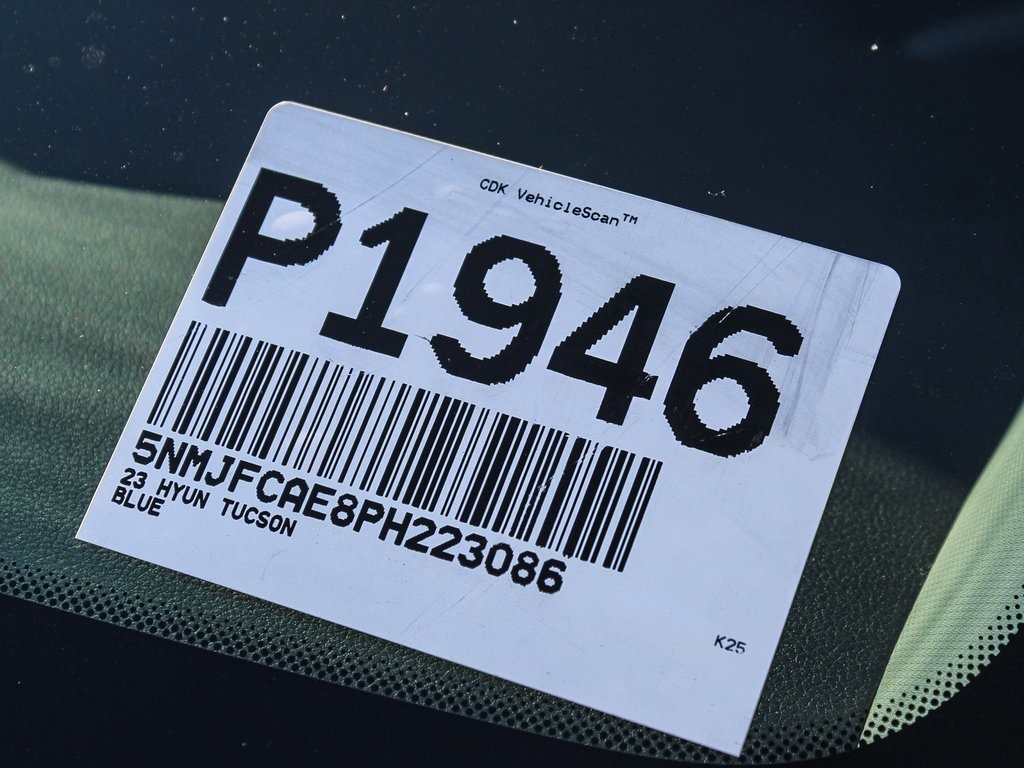 CDK VehicleScan™
P1946
5NMJFCAE8PH223086
23 HYUN TUCSON
BLUE
K25